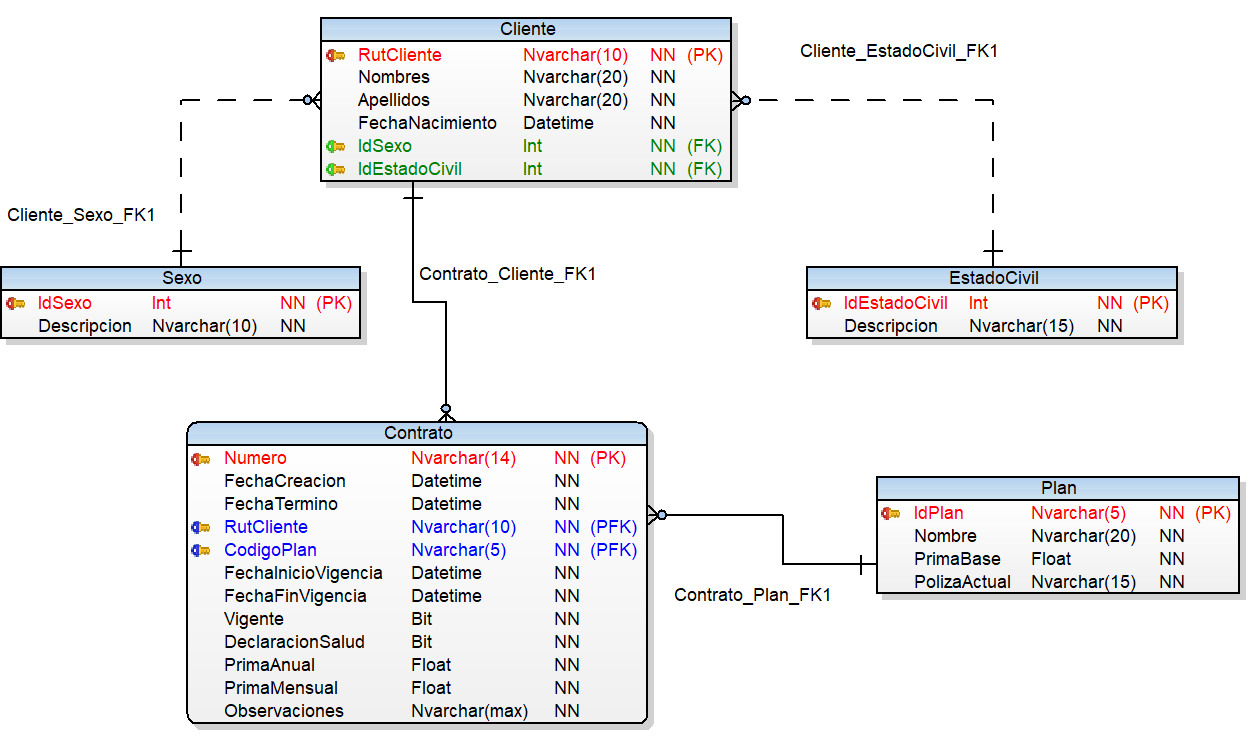 Cliente
RutCliente Nvarchar(10) NN (PK)
Nombres Nvarchar(20) NN
Apellidos Nvarchar(20) NN
FechaNacimiento Datetime NN
IdSexo Int NN (FK)
IdEstadoCivil Int NN (FK)
Cliente_EstadoCivil_FK1
Cliente_Sexo_FK1
Sexo
IdSexo Int NN (PK)
Descripcion Nvarchar(10) NN
Contrato_Cliente_FK1
EstadoCivil
IdEstadoCivil Int NN (PK)
Descripcion Nvarchar(15) NN
Contrato
Numero Nvarchar(14) NN (PK)
FechaCreacion Datetime NN
FechaTermino Datetime NN
RutCliente Nvarchar(10) NN (PFK)
CodigoPlan Nvarchar(5) NN (PFK)
FechaInicioVigencia Datetime NN
FechaFinVigencia Datetime NN
Vigente Bit NN
DeclaracionSalud Bit NN
PrimaAnual Float NN
PrimaMensual Float NN
Observaciones Nvarchar(max) NN
Plan
IdPlan Nvarchar(5) NN (PK)
Nombre Nvarchar(20) NN
PrimaBase Float NN
PolizaActual Nvarchar(15) NN
Contrato_Plan_FK1